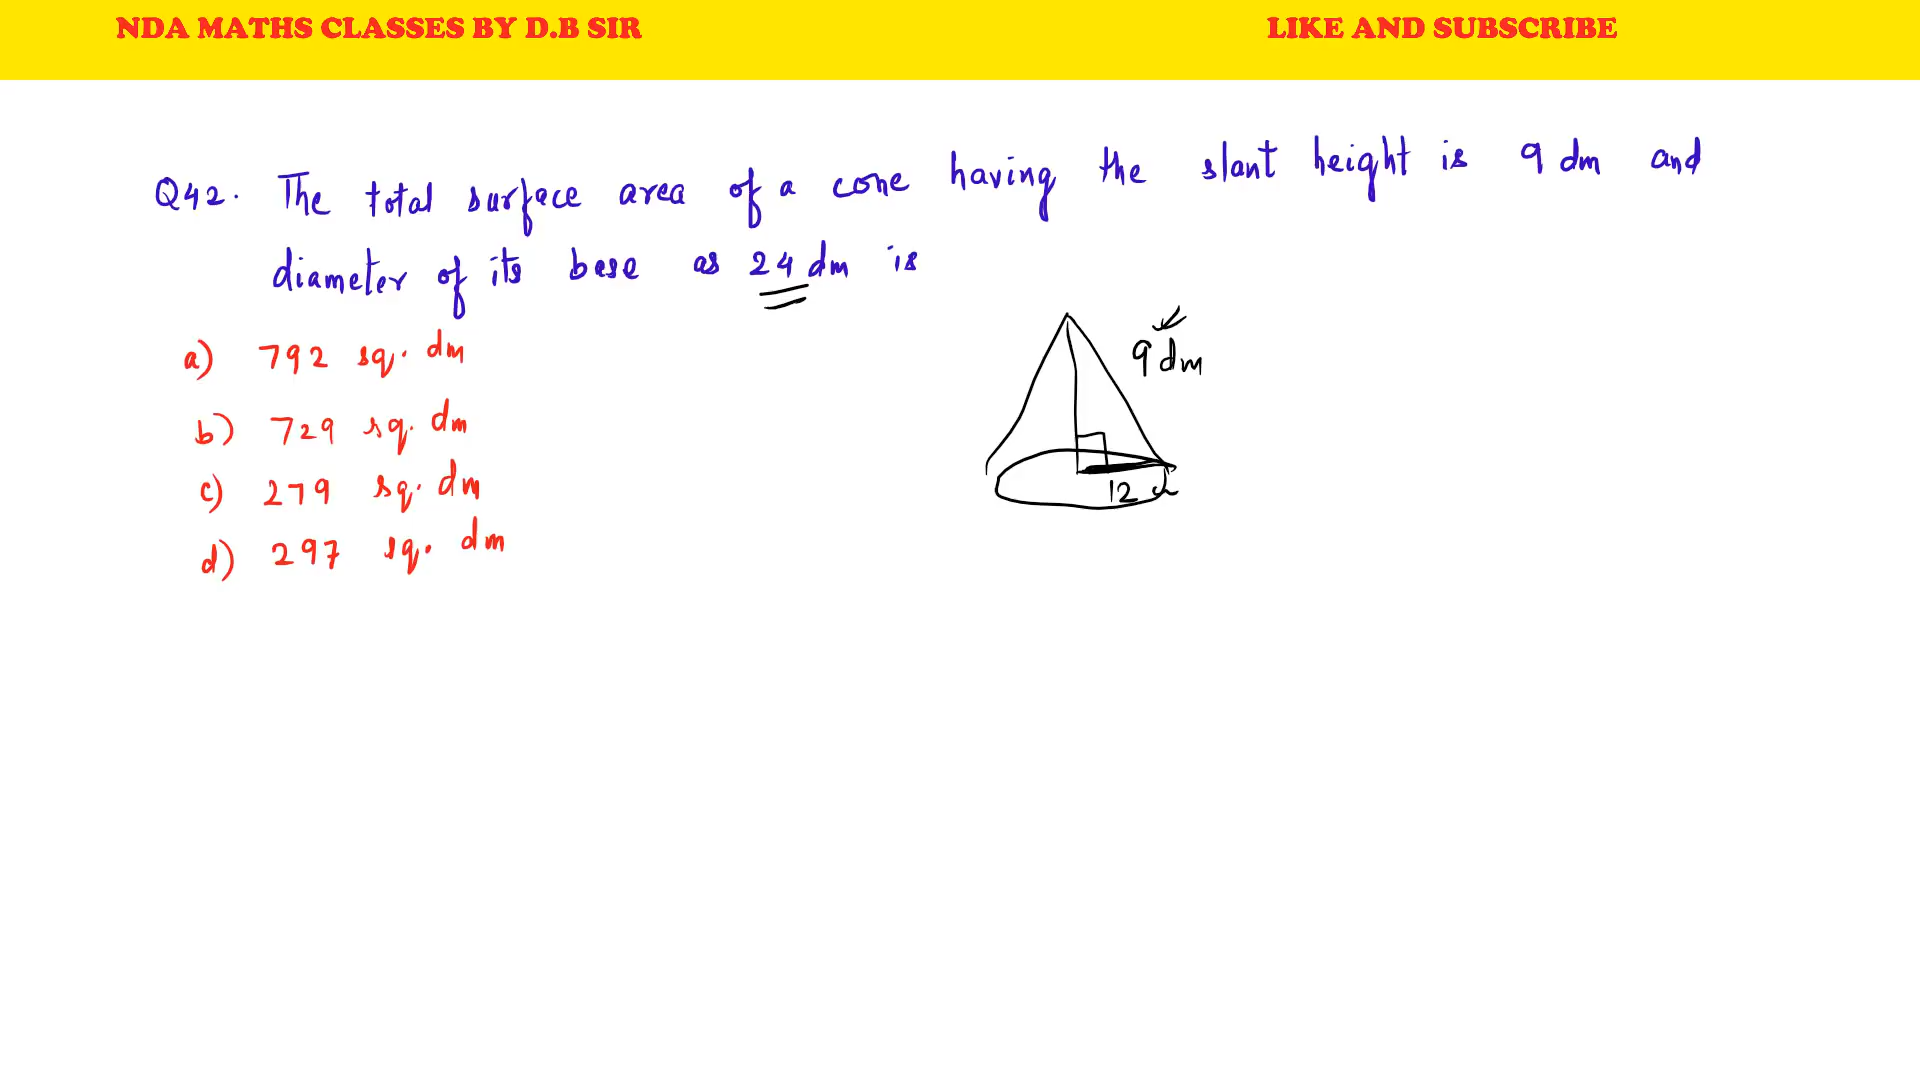 NDA MATHS CLASSES BY D.B SIR
LIKE AND SUBSCRIBE
Q42. The total surface area of a cone having the slant height is 9 dm and
diameter of its base as 24 dm is
a) 792 sq. dm
b) 729 sq. dm
c) 279 sq. dm
d) 297 sq. dm
9 dm
12